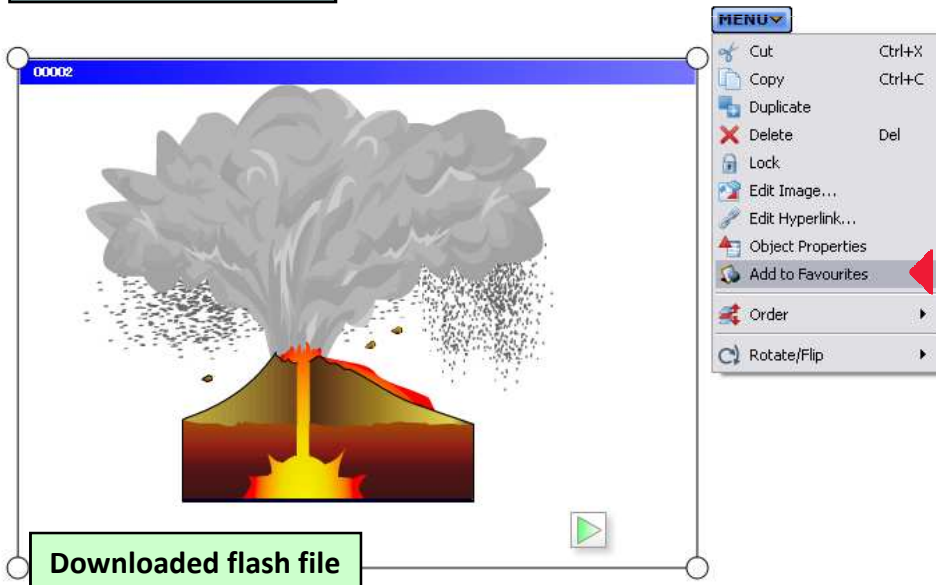 MENU
00002
Cut Ctrl+X
Copy Ctrl+C
Duplicate
Delete Del
Lock
Edit Image...
Edit Hyperlink...
Object Properties
Add to Favourites
Order
Rotate/Flip
Downloaded flash file